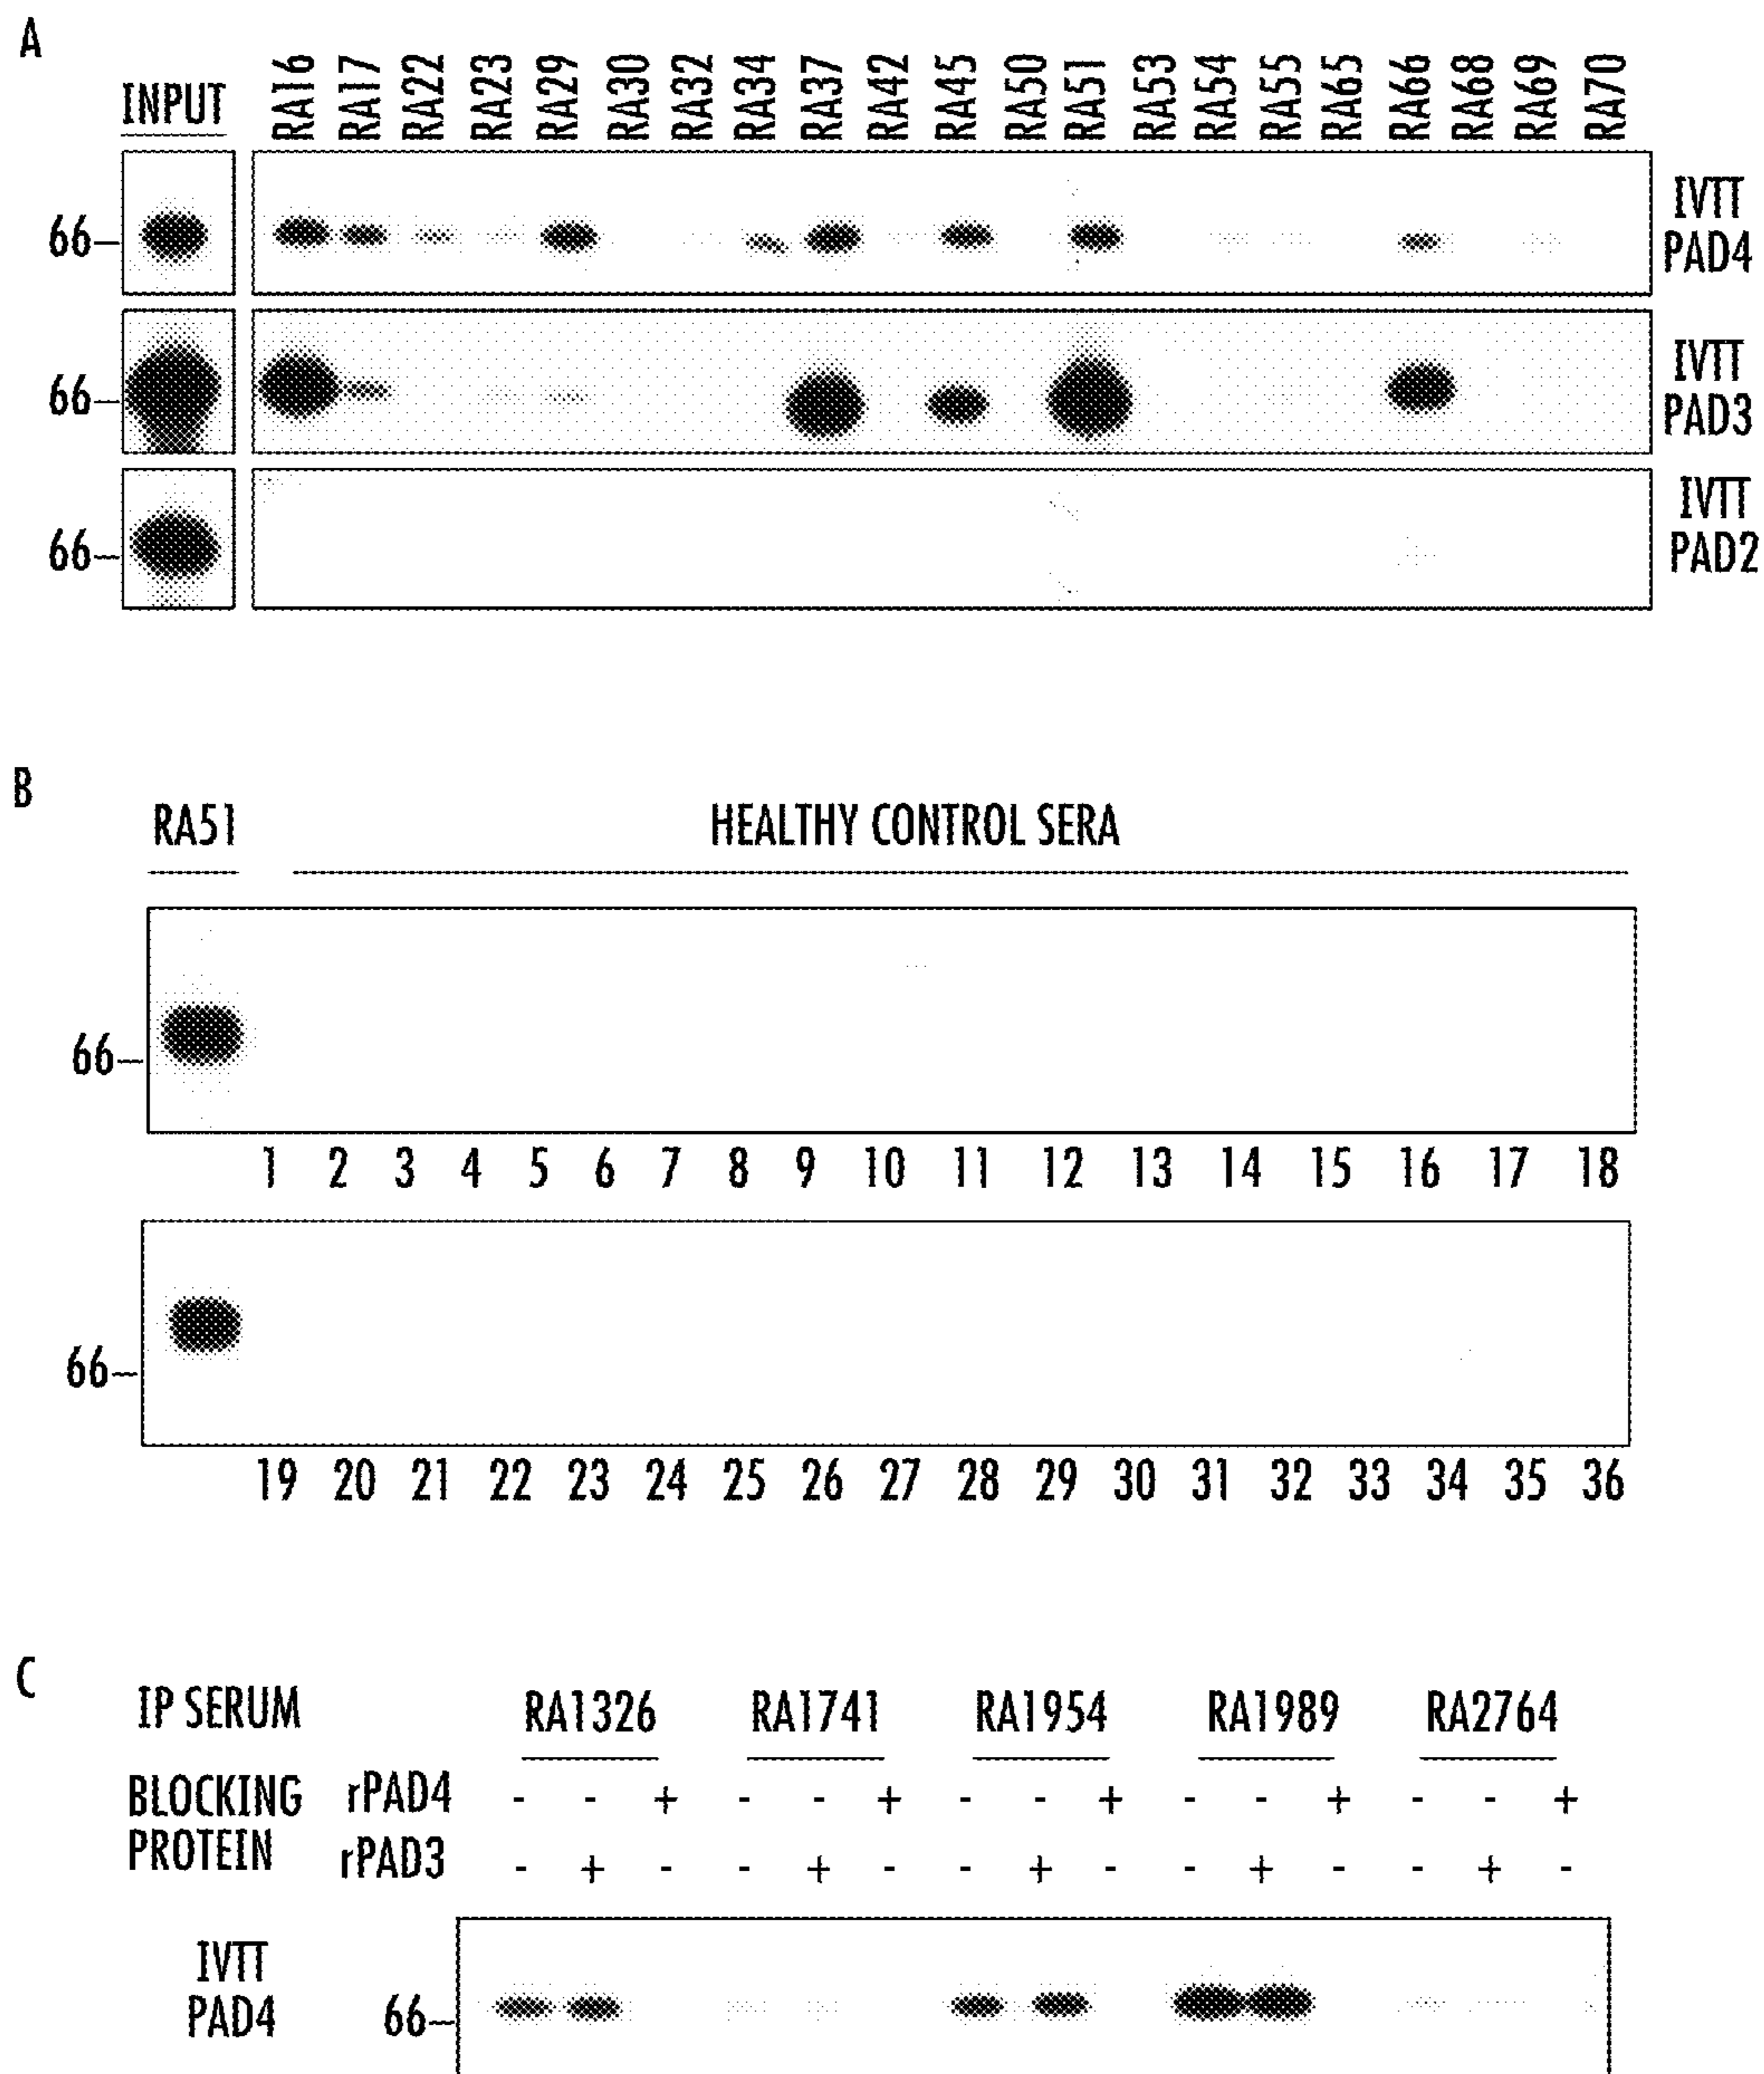 A
INPUT RA16 RA17 RA22 RA23 RA29 RA30 RA32 RA34 RA37 RA42 RA45 RA50 RA51 RA53 RA54 RA55 RA65 RA66 RA68 RA69 RA70
66 IVTT PAD4
66 IVTT PAD3
66 IVTT PAD2
B
RA51 HEALTHY CONTROL SERA
66
1 2 3 4 5 6 7 8 9 10 11 12 13 14 15 16 17 18
66
19 20 21 22 23 24 25 26 27 28 29 30 31 32 33 34 35 36
C
IP SERUM RA1326 RA1741 RA1954 RA1989 RA2764
BLOCKING PROTEIN
rPAD4 - - + - - + - - + - - + - - +
rPAD3 - + - - + - - + - - + - - + -
IVTT PAD4
66